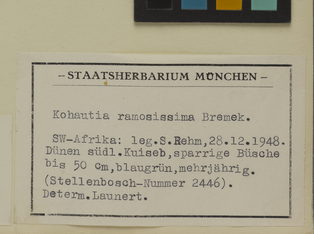 – STAATSHERBARIUM MÜNCHEN –
Kohautia ramosissima Bremek.
SW-Afrika: leg.S.Rehm,28.12.1948.
Dünen südl.Kuiseb,sparrige Büsche
bis 50 cm,blaugrün,mehrjährig.
(Stellenbosch-Nummer 2446).
Determ.Launert.